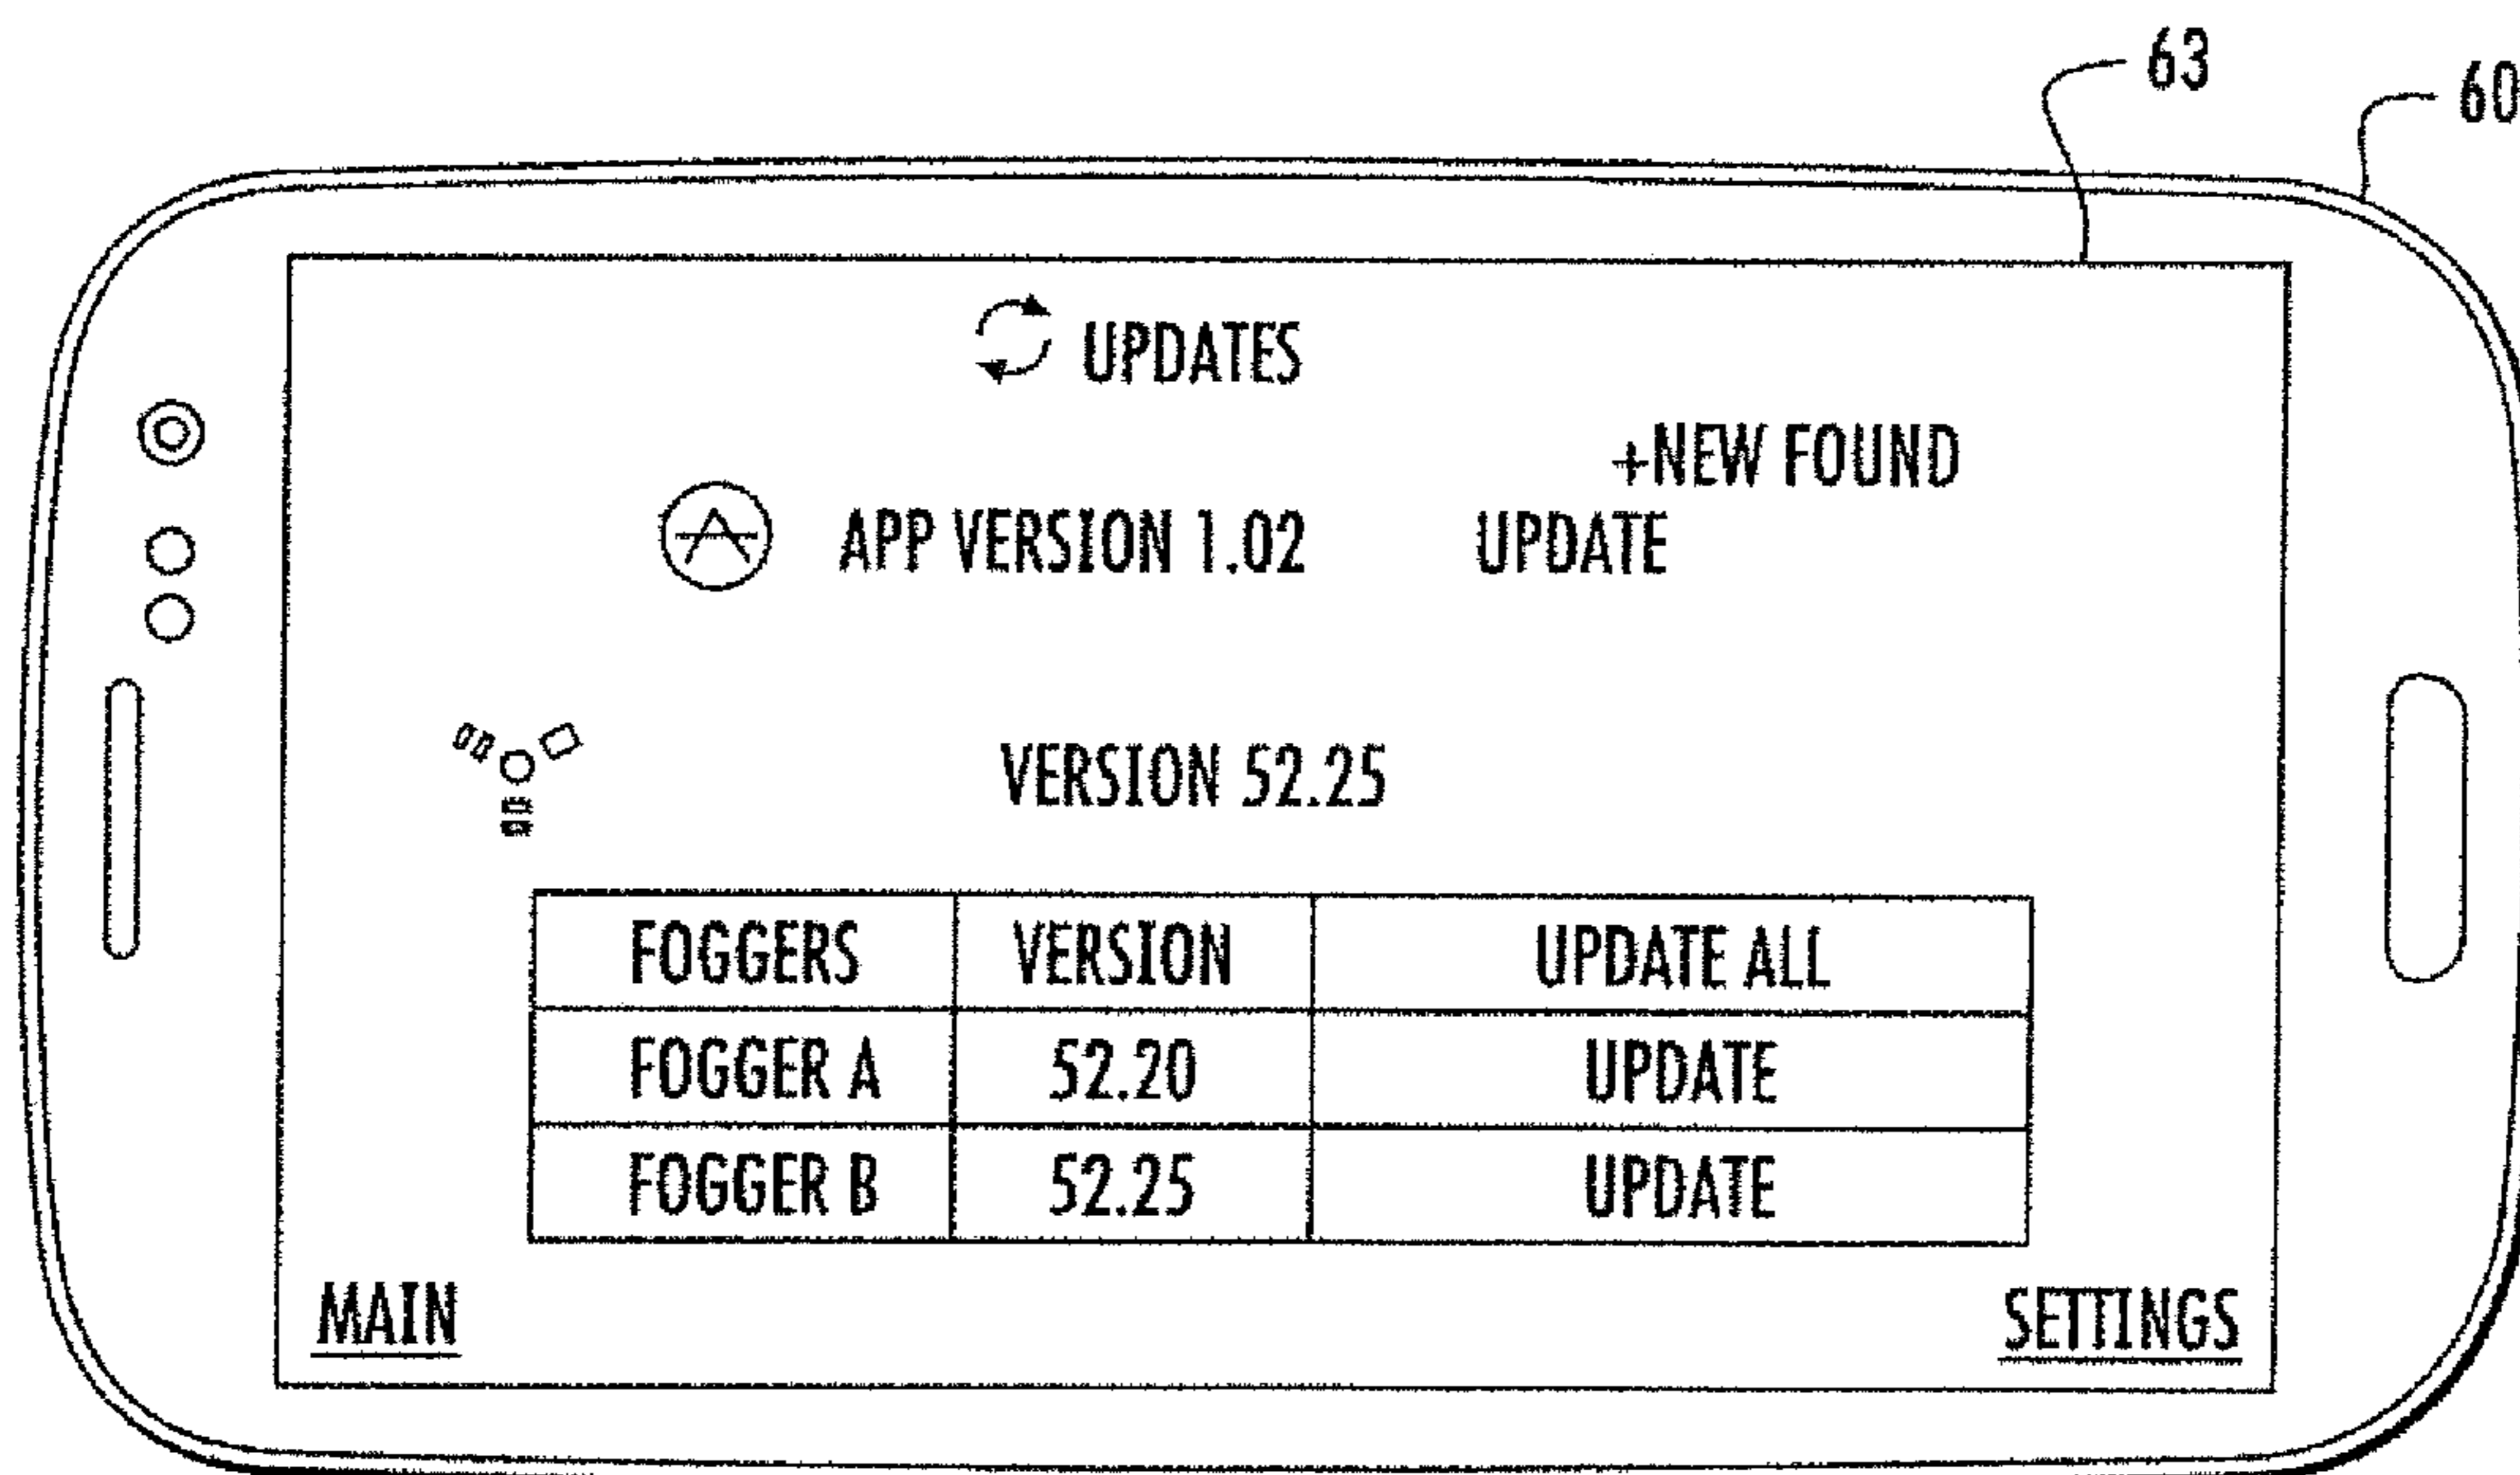 63
60
UPDATES
+NEW FOUND
APP VERSION 1.02 UPDATE
VERSION 52.25
FOGGERS VERSION UPDATE ALL
FOGGER A 52.20 UPDATE
FOGGER B 52.25 UPDATE
MAIN SETTINGS